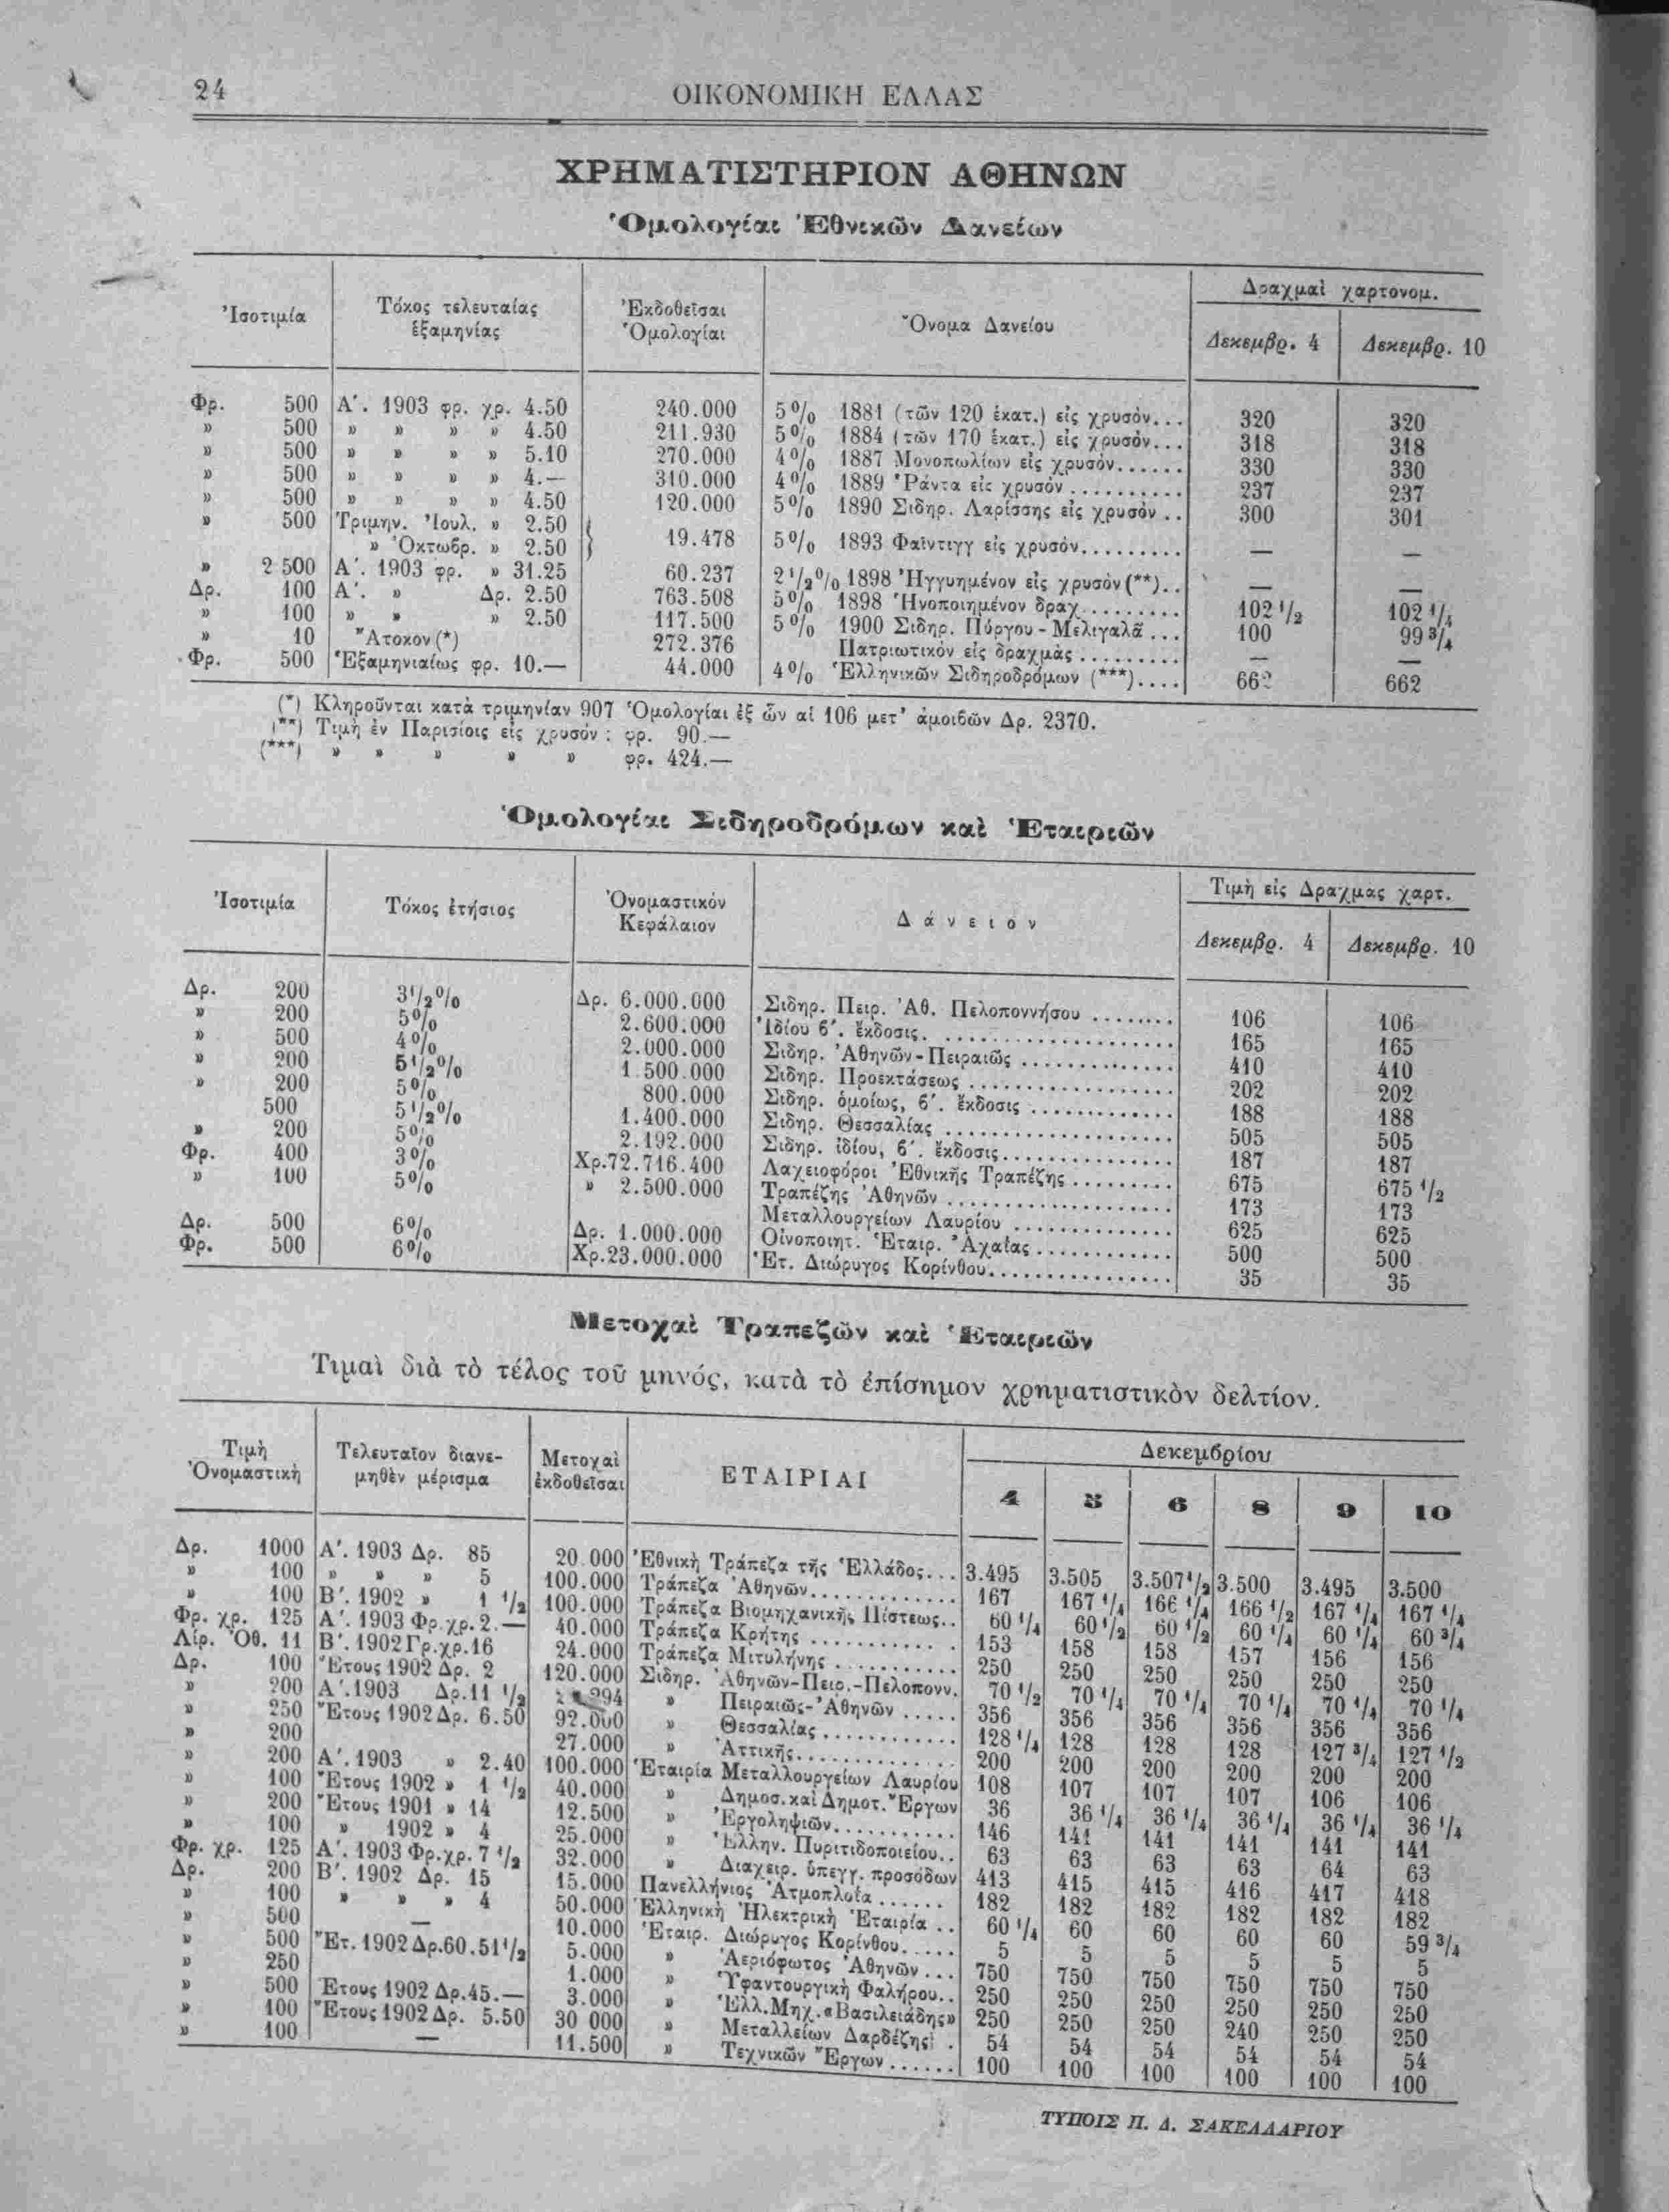 24
ΟΙΚΟΝΟΜΙΚΗ ΕΛΛΑΣ
ΧΡΗΜΑΤΙΣΤΗΡΙΟΝ ΑΘΗΝΩΝ
Ὁμολογίαι Ἐθνικῶν Δανείων
Ἰσοτιμία Τόκος τελευταίας ἑξαμηνίας Ἐκδοθεῖσαι Ὁμολογίαι Ὄνομα Δανείου Δραχμαὶ χαρτονομ. Δεκεμβρ. 4 Δεκεμβρ. 10
Φρ. 500 Α΄. 1903 φρ. χρ. 4.50 240.000 5% 1881 (τῶν 120 ἑκατ.) εἰς χρυσόν... 320 320
» 500 » » » » 4.50 211.930 5% 1884 (τῶν 170 ἑκατ.) εἰς χρυσόν... 318 318
» 500 » » » » 5.10 270.000 4% 1887 Μονοπωλίων εἰς χρυσόν...... 330 330
» 500 » » » » 4.— 310.000 4% 1889 Ῥάντα εἰς χρυσόν .......... 237 237
» 500 » » » » 4.50 120.000 5% 1890 Σιδηρ. Λαρίσσης εἰς χρυσόν .. 300 301
» 500 Τριμην. Ἰουλ. » 2.50
» Ὀκτωβρ. » 2.50 19.478 5% 1893 Φαϊντιγγ εἰς χρυσόν......... — —
» 2 500 Α΄. 1903 φρ. » 31.25 60.237 2 1/2% 1898 Ἠγγυημένον εἰς χρυσόν (**).. — —
Δρ. 100 Α΄. » Δρ. 2.50 763.508 5% 1898 Ἡνοποιημένον δραχ......... 102 1/2 102 1/4
» 100 » » » 2.50 117.500 5% 1900 Σιδηρ. Πύργου - Μελιγαλᾶ ... 100 99 3/4
» 10 Ἄτοκον (*) 272.376 Πατριωτικὸν εἰς δραχμὰς ......... — —
Φρ. 500 Ἑξαμηνιαίως φρ. 10.— 44.000 4% Ἑλληνικῶν Σιδηροδρόμων (***).... 662 662
(*) Κληροῦνται κατὰ τριμηνίαν 907 Ὁμολογίαι ἐξ ὧν αἱ 106 μετ' ἀμοιβῶν Δρ. 2370.
(**) Τιμὴ ἐν Παρισίοις εἰς χρυσόν : φρ. 90.—
(***) » » » » » φρ. 424.—
Ὁμολογίαι Σιδηροδρόμων καὶ Ἑταιριῶν
Ἰσοτιμία Τόκος ἐτήσιος Ὀνομαστικὸν Κεφάλαιον Δάνειον Τιμὴ εἰς Δραχμας χαρτ. Δεκεμβρ. 4 Δεκεμβρ. 10
Δρ. 200 3 1/2% Δρ. 6.000.000 Σιδηρ. Πειρ. Ἀθ. Πελοποννήσου ........ 106 106
» 200 5% 2.600.000 Ἰδίου β΄. ἔκδοσις. ................. 165 165
» 500 4% 2.000.000 Σιδηρ. Ἀθηνῶν - Πειραιῶς .............. 410 410
» 200 5 1/2% 1 500.000 Σιδηρ. Προεκτάσεως .................. 202 202
» 200 5% 800.000 Σιδηρ. ὁμοίως, β΄. ἔκδοσις ............. 188 188
500 5 1/2% 1.400.000 Σιδηρ. Θεσσαλίας .................... 505 505
» 200 5% 2.192.000 Σιδηρ. ἰδίου, β΄. ἔκδοσις............... 187 187
Φρ. 400 3% Χρ. 72.716.400 Λαχειοφόροι Ἐθνικῆς Τραπέζης ......... 675 675 1/2
» 100 5% » 2.500.000 Τραπέζης Ἀθηνῶν .................... 173 173
Μεταλλουργείων Λαυρίου .............. 625 625
Δρ. 500 6% Δρ. 1.000.000 Οἰνοποιητ. Ἑταιρ. Ἀχαΐας ............ 500 500
Φρ. 500 6% Χρ. 23.000.000 Ἑτ. Διώρυγος Κορίνθου................ 35 35
Μετοχαὶ Τραπεζῶν καὶ Ἑταιριῶν
Τιμαὶ διὰ τὸ τέλος τοῦ μηνός, κατὰ τὸ ἐπίσημον χρηματιστικὸν δελτίον.
Τιμὴ Ὀνομαστικὴ Τελευταῖον διανεμηθὲν μέρισμα Μετοχαὶ ἐκδοθεῖσαι ΕΤΑΙΡΙΑΙ Δεκεμβρίου 4 5 6 8 9 10
Δρ. 1000 Α΄. 1903 Δρ. 85 20.000 Ἐθνικὴ Τράπεζα τῆς Ἑλλάδος... 3.495 3.505 3.507 1/2 3.500 3.495 3.500
» 100 » » » 5 100.000 Τράπεζα Ἀθηνῶν.............. 167 167 1/4 166 1/4 166 1/2 167 1/4 167 1/4
» 100 Β΄. 1902 » 1 1/2 100.000 Τράπεζα Βιομηχανικῆς Πίστεως.. 60 1/4 60 1/2 60 1/2 60 1/4 60 1/4 60 3/4
Φρ. χρ. 125 Α΄. 1903 Φρ. χρ. 2.— 40.000 Τράπεζα Κρήτης ........... 153 158 158 157 156 156
Λίρ. Ὀθ. 11 Β΄. 1902 Γρ. χρ. 16 24.000 Τράπεζα Μιτυλήνης ............ 250 250 250 250 250 250
Δρ. 100 Ἔτους 1902 Δρ. 2 120.000 Σιδηρ. Ἀθηνῶν-Πειρ.-Πελοπονν. 70 1/2 70 1/4 70 1/4 70 1/4 70 1/4 70 1/4
» 200 Α΄. 1903 Δρ. 11 1/2 294 » Πειραιῶς-Ἀθηνῶν ..... 356 356 356 356 356 356
» 250 Ἔτους 1902 Δρ. 6.50 92.000 » Θεσσαλίας ............. 128 1/4 128 128 128 127 3/4 127 1/2
» 200 27.000 » Ἀττικῆς................ 200 200 200 200 200 200
» 200 Α΄. 1903 » 2.40 100.000 Ἑταιρία Μεταλλουργείων Λαυρίου 108 107 107 107 106 106
» 100 Ἔτους 1902 » 1 1/2 40.000 » Δημοσ. καὶ Δημοτ. Ἔργων 36 36 1/4 36 1/4 36 1/4 36 1/4 36 1/4
» 200 Ἔτους 1901 » 14 12.500 » Ἐργοληψιῶν............ 146 141 141 141 141 141
» 100 » 1902 » 4 25.000 » Ἑλλην. Πυριτιδοποιείου.. 63 63 63 63 64 63
Φρ. χρ. 125 Α΄. 1903 Φρ. χρ. 7 1/2 32.000 » Διαχειρ. ὑπεγγ. προσόδων 413 415 415 416 417 418
Δρ. 200 Β΄. 1902 Δρ. 15 15.000 Πανελλήνιος Ἀτμοπλοΐα ...... 182 182 182 182 182 182
» 100 » » » 4 50.000 Ἑλληνικὴ Ἠλεκτρικὴ Ἑταιρία .. 60 1/4 60 60 60 60 59 3/4
» 500 — 10.000 Ἑταιρ. Διώρυγος Κορίνθου..... 5 5 5 5 5 5
» 500 Ἔτ. 1902 Δρ. 60.51 1/2 5.000 » Ἀεριόφωτος Ἀθηνῶν ... 750 750 750 750 750 750
» 250 1.000 » Ὑφαντουργικὴ Φαλήρου.. 250 250 250 250 250 250
» 500 Ἔτους 1902 Δρ. 45.— 3.000 » Ἑλλ. Μηχ. «Βασιλειάδης» 250 250 250 240 250 250
» 100 Ἔτους 1902 Δρ. 5.50 30 000 » Μεταλλείων Δαρδέζης . 54 54 54 54 54 54
» 100 — 11.500 » Τεχνικῶν Ἔργων ...... 100 100 100 100 100 100
ΤΥΠΟΙΣ Π. Δ. ΣΑΚΕΛΛΑΡΙΟΥ